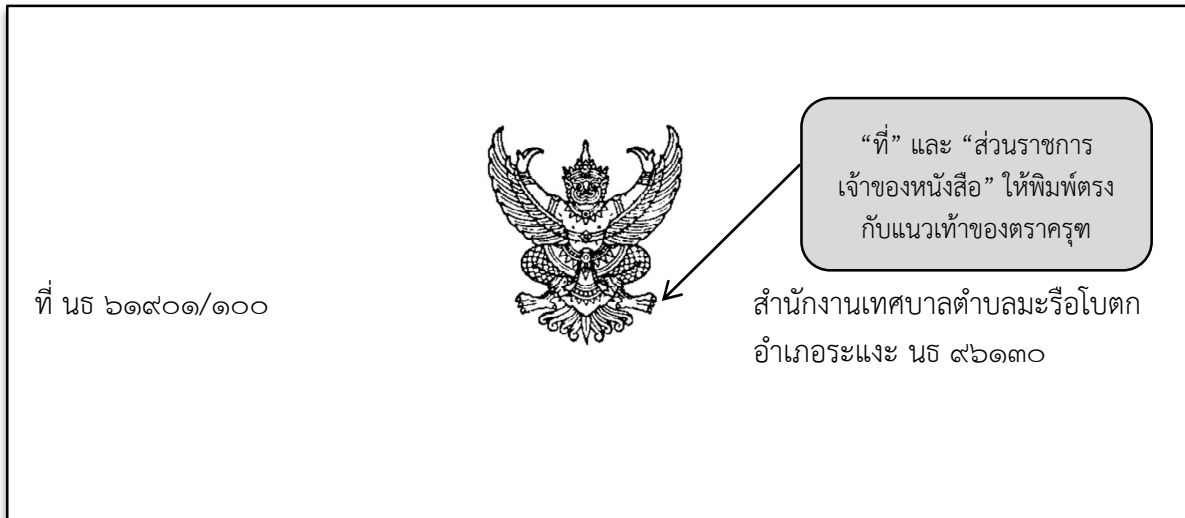 “ที่” และ “ส่วนราชการ
เจ้าของหนังสือ” ให้พิมพ์ตรง
กับแนวเท้าของตราครุฑ
ที่ นธ ๖๑๙๐๑/๑๐๐
สำนักงานเทศบาลตำบลมะรือโบตก
อำเภอระแงะ นธ ๙๖๑๓๐